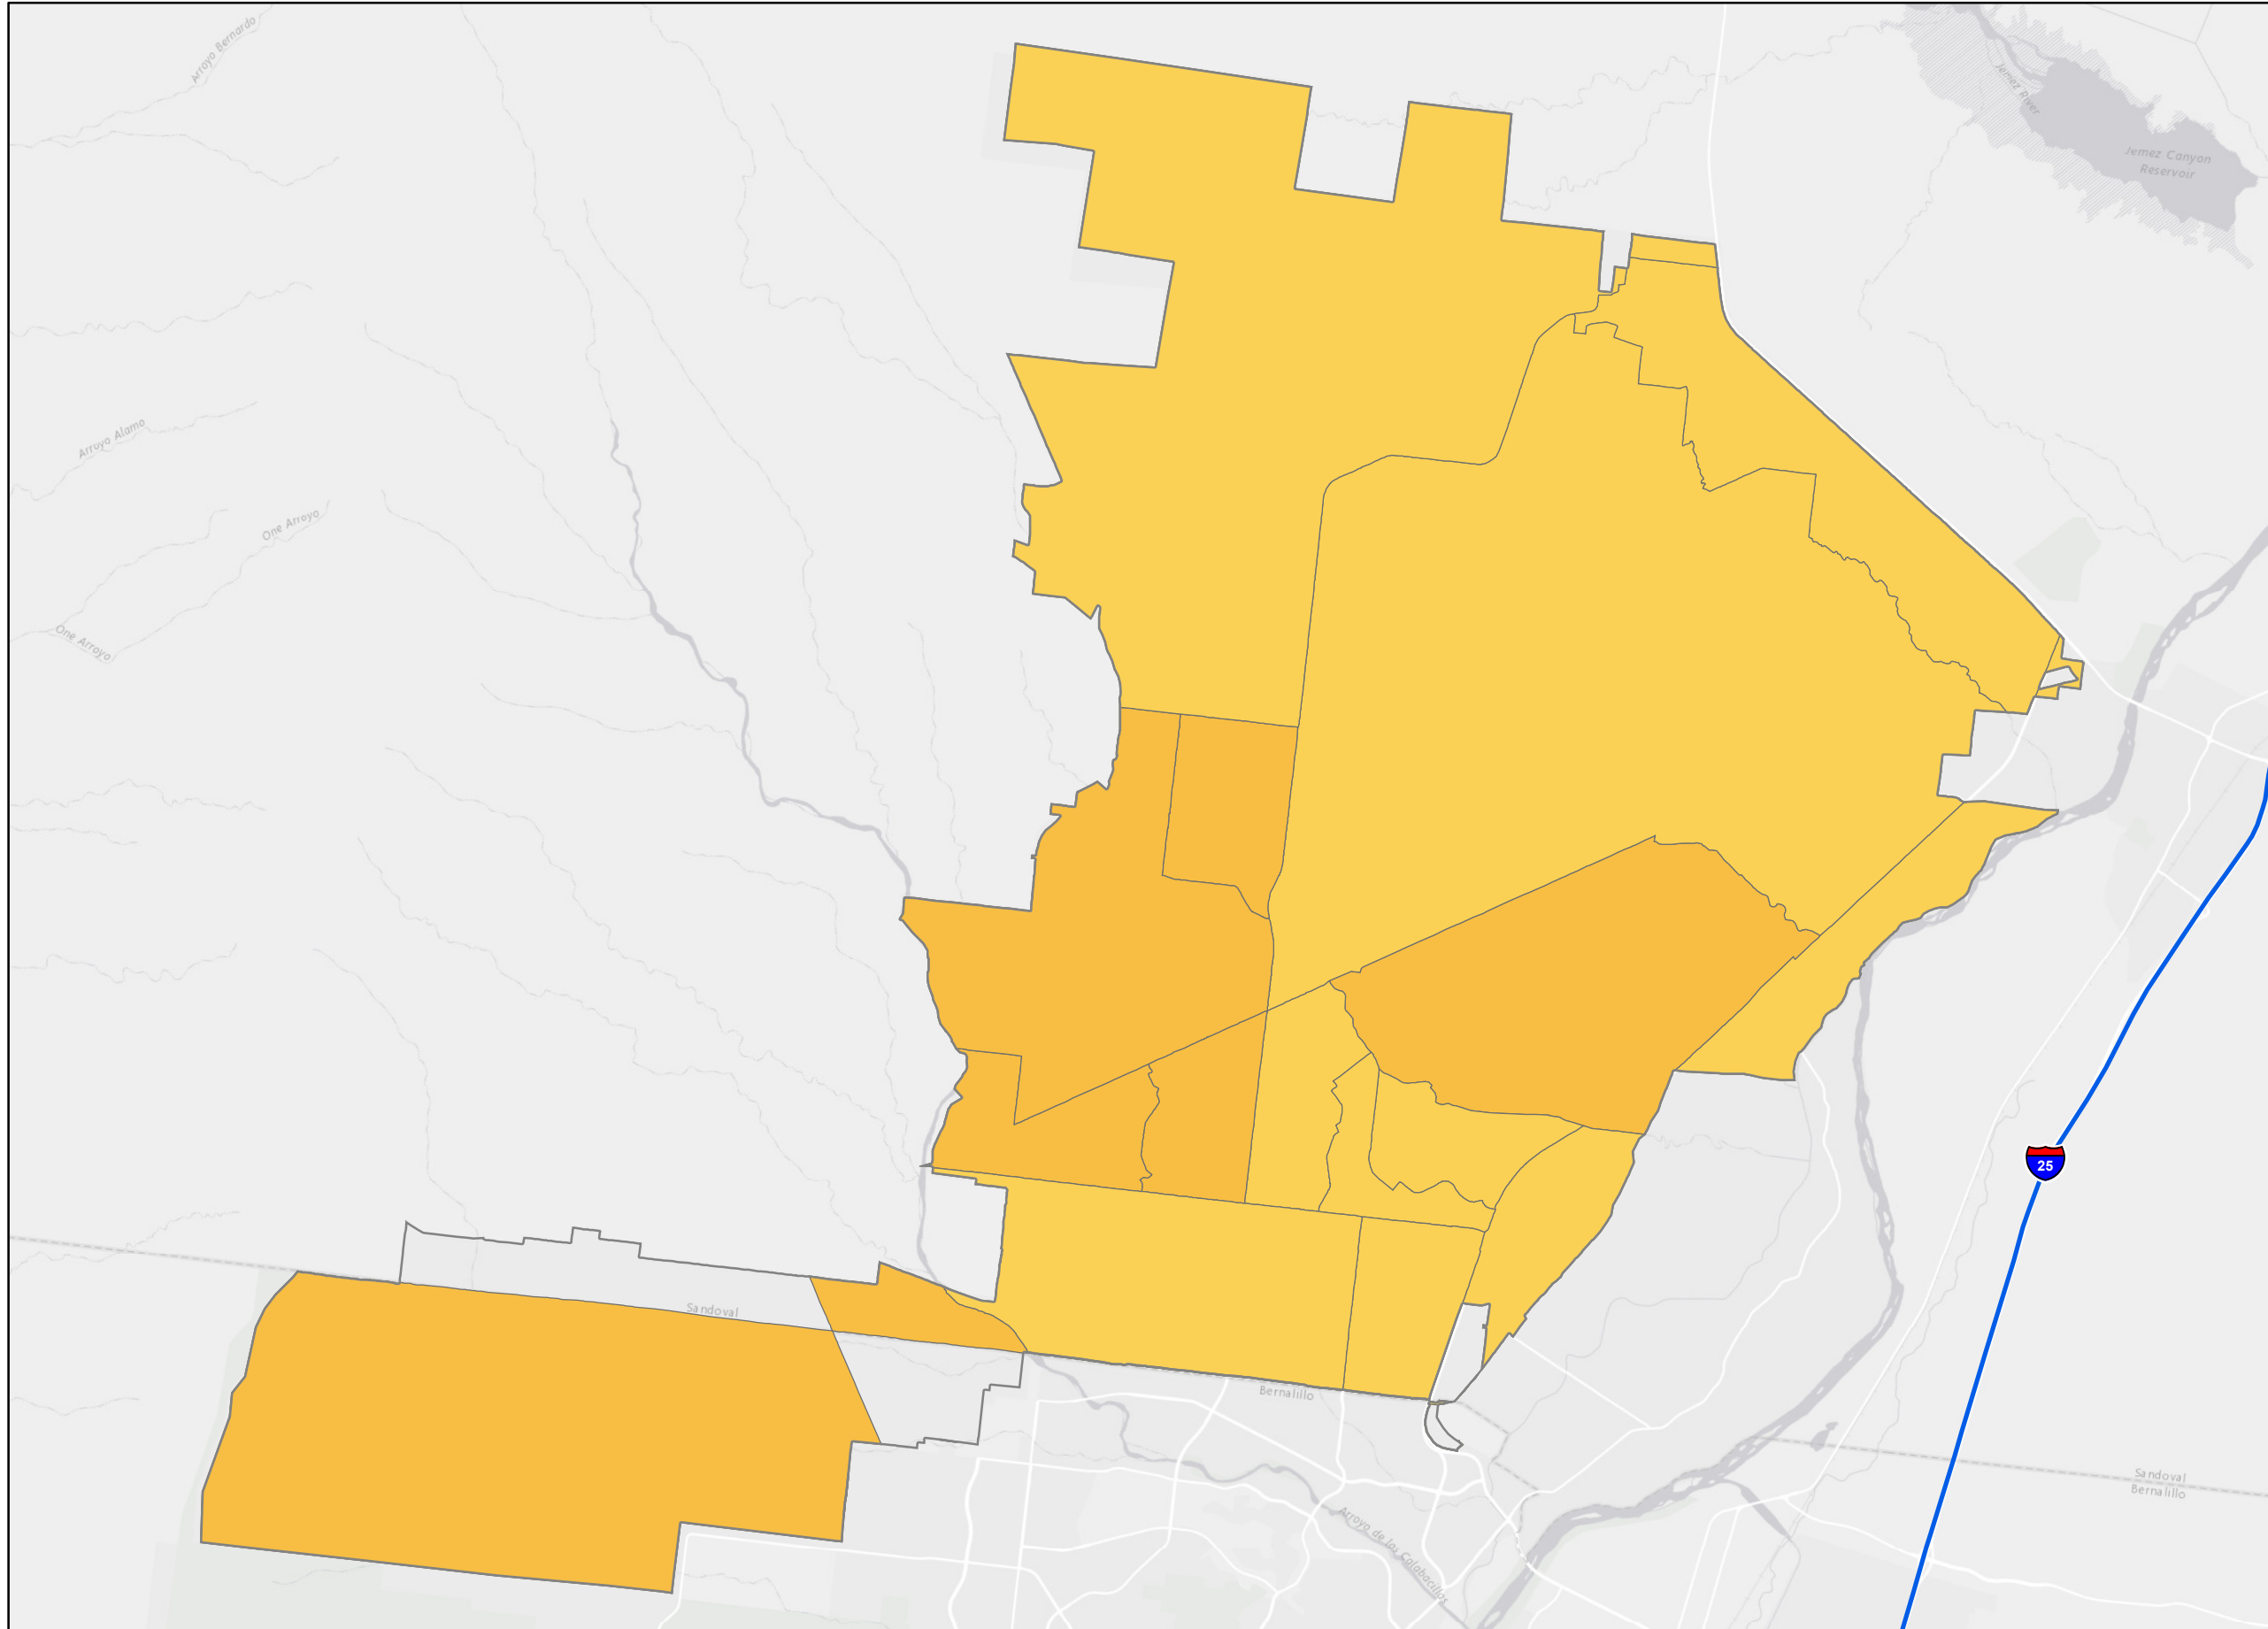 Arroyo Bernardo
Jemez River
Jemez Canyon
Reservoir
Arroyo Alamo
One Arroyo
One Arroyo
25
Sandoval
Bernalillo
Sandoval
Bernalillo
Arroyo de las Calabacillas